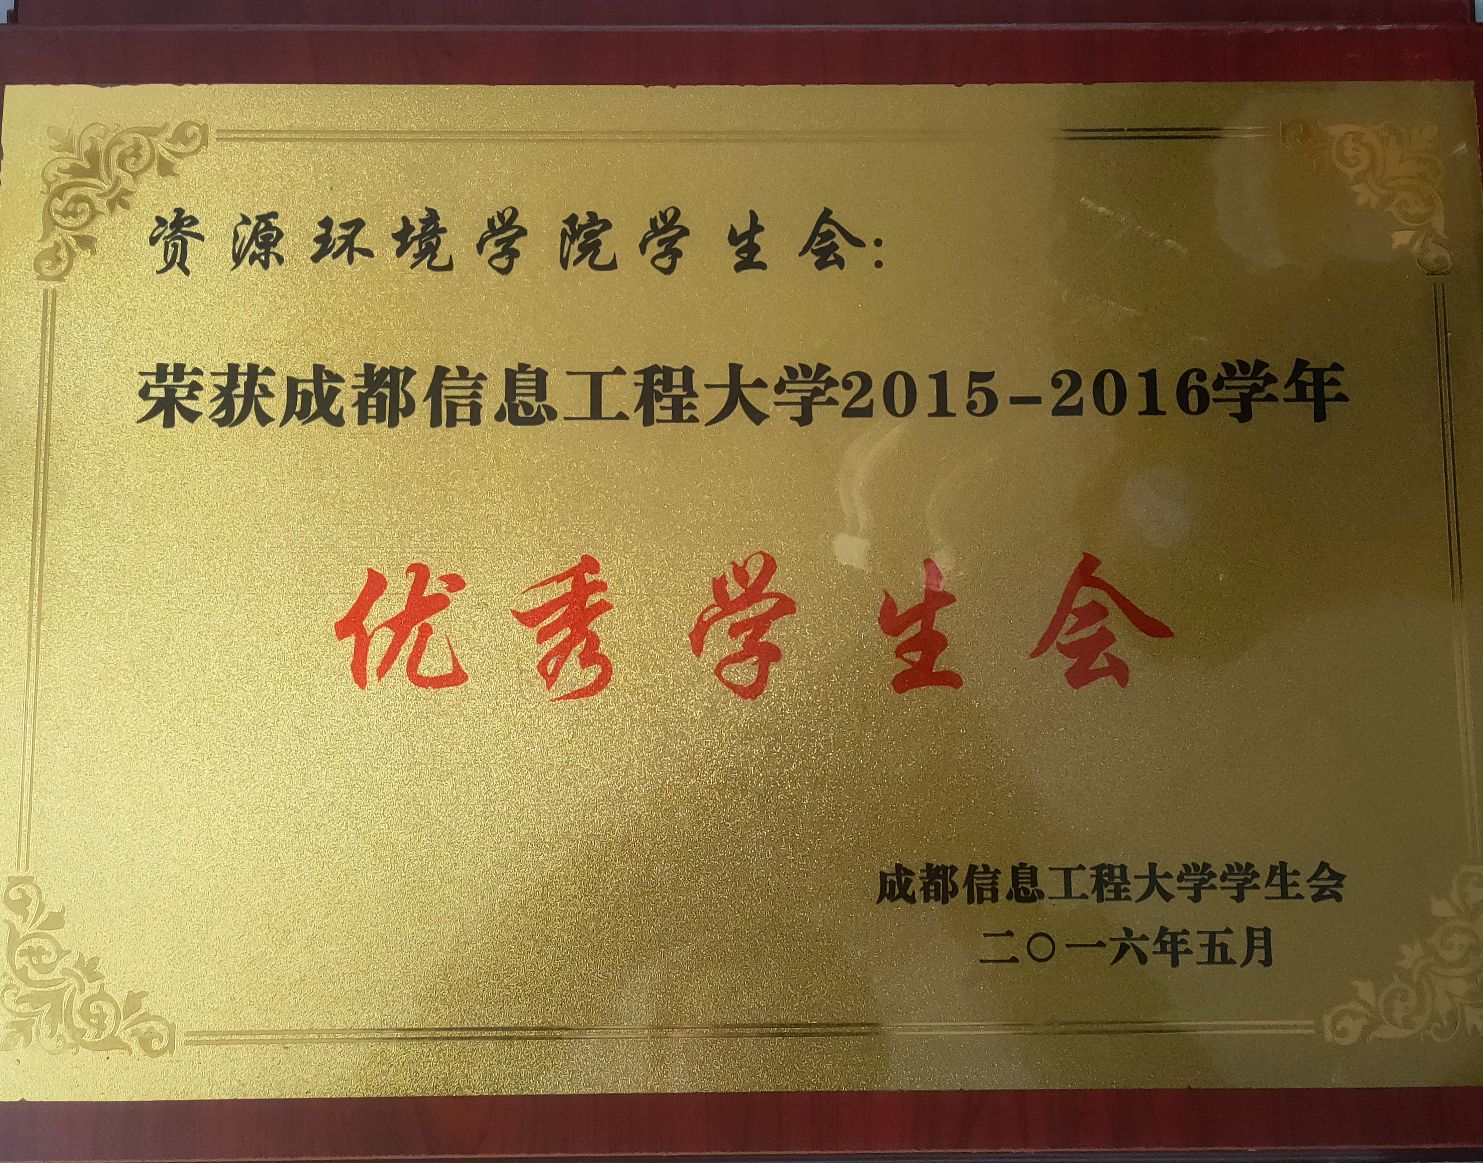 资源环境学院学生会：
荣获成都信息工程大学2015-2016学年
优秀学生会
成都信息工程大学学生会
二〇一六年五月